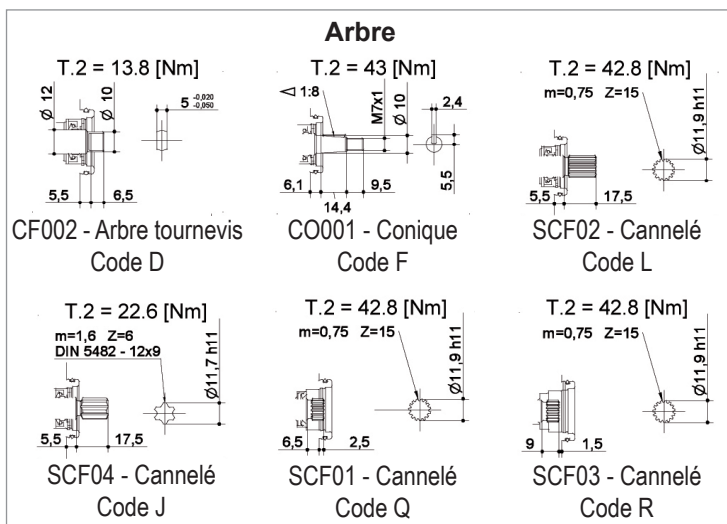 Arbre
T.2 = 13.8 [Nm]
Ø 12
Ø 10
5 -0,020 -0,050
5,5
6,5
CF002 - Arbre tournevis
Code D
T.2 = 43 [Nm]
1:8
M7x1
Ø 10
2,4
6,1
9,5
5,5
14,4
CO001 - Conique
Code F
T.2 = 42.8 [Nm]
m=0,75 Z=15
Ø11,9 h11
5,5
17,5
SCF02 - Cannelé
Code L
T.2 = 22.6 [Nm]
m=1,6 Z=6
DIN 5482 - 12x9
Ø11,7 h11
5,5
17,5
SCF04 - Cannelé
Code J
T.2 = 42.8 [Nm]
m=0,75 Z=15
Ø11,9 h11
6,5
2,5
SCF01 - Cannelé
Code Q
T.2 = 42.8 [Nm]
m=0,75 Z=15
Ø11,9 h11
9
1,5
SCF03 - Cannelé
Code R